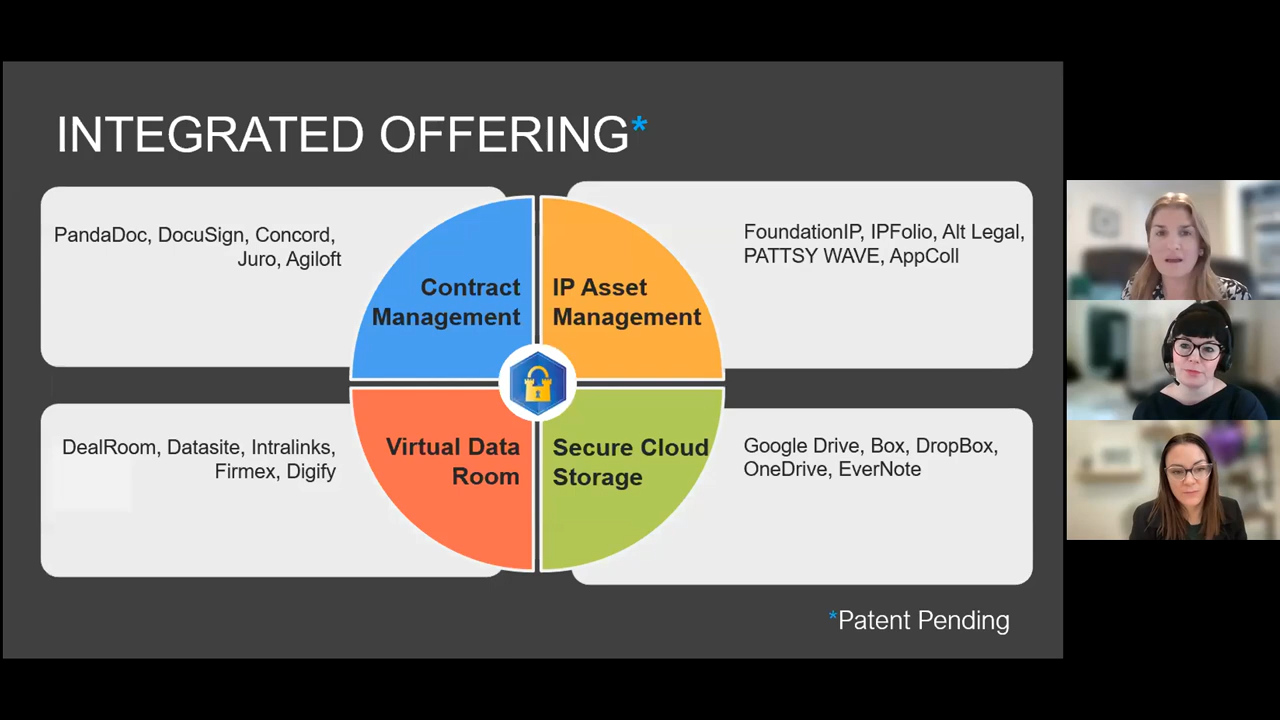 INTEGRATED OFFERING*
PandaDoc, DocuSign, Concord,
Juro, Agiloft
Contract
Management
IP Asset
Management
FoundationIP, IPFolio, Alt Legal,
PATTSY WAVE, AppColl
DealRoom, Datasite, Intralinks,
Firmex, Digify
Virtual Data
Room
Secure Cloud
Storage
Google Drive, Box, DropBox,
OneDrive, EverNote
*Patent Pending